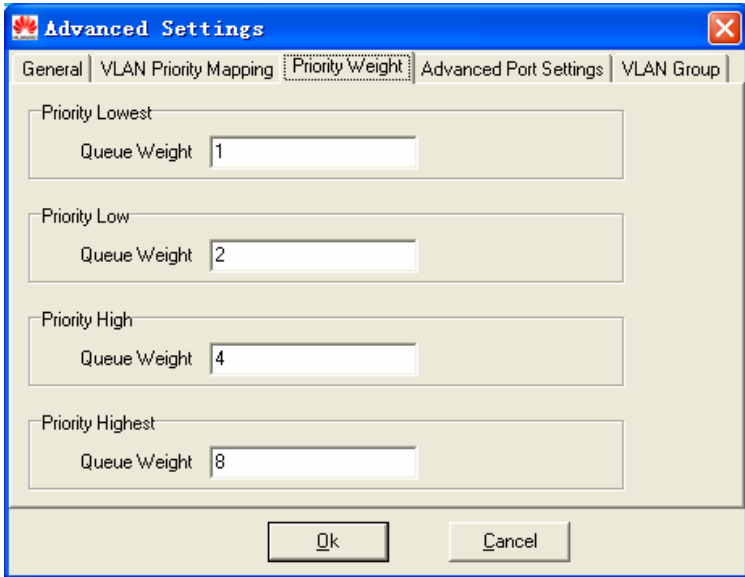 Advanced Settings
General VLAN Priority Mapping Priority Weight Advanced Port Settings VLAN Group
Priority Lowest
Queue Weight 1
Priority Low
Queue Weight 2
Priority High
Queue Weight 4
Priority Highest
Queue Weight 8
Ok Cancel